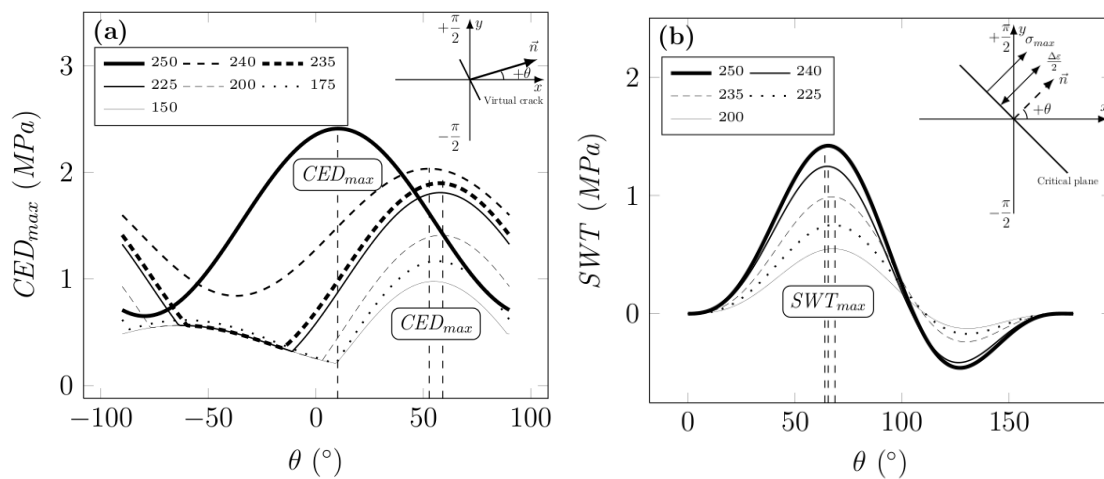 (a)
250 240 235
225 200 175
150
+π/2
y
n⃗
+θ
x
Virtual crack
−π/2
CED_max
CED_max
3
2
1
0
CED_max (MPa)
−100 −50 0 50 100
θ (°)
(b)
250 240
235 225
200
+π/2
y
σ_max
Δε/2
n⃗
+θ
x
Critical plane
−π/2
SWT_max
2
1
0
SWT (MPa)
0 50 100 150
θ (°)